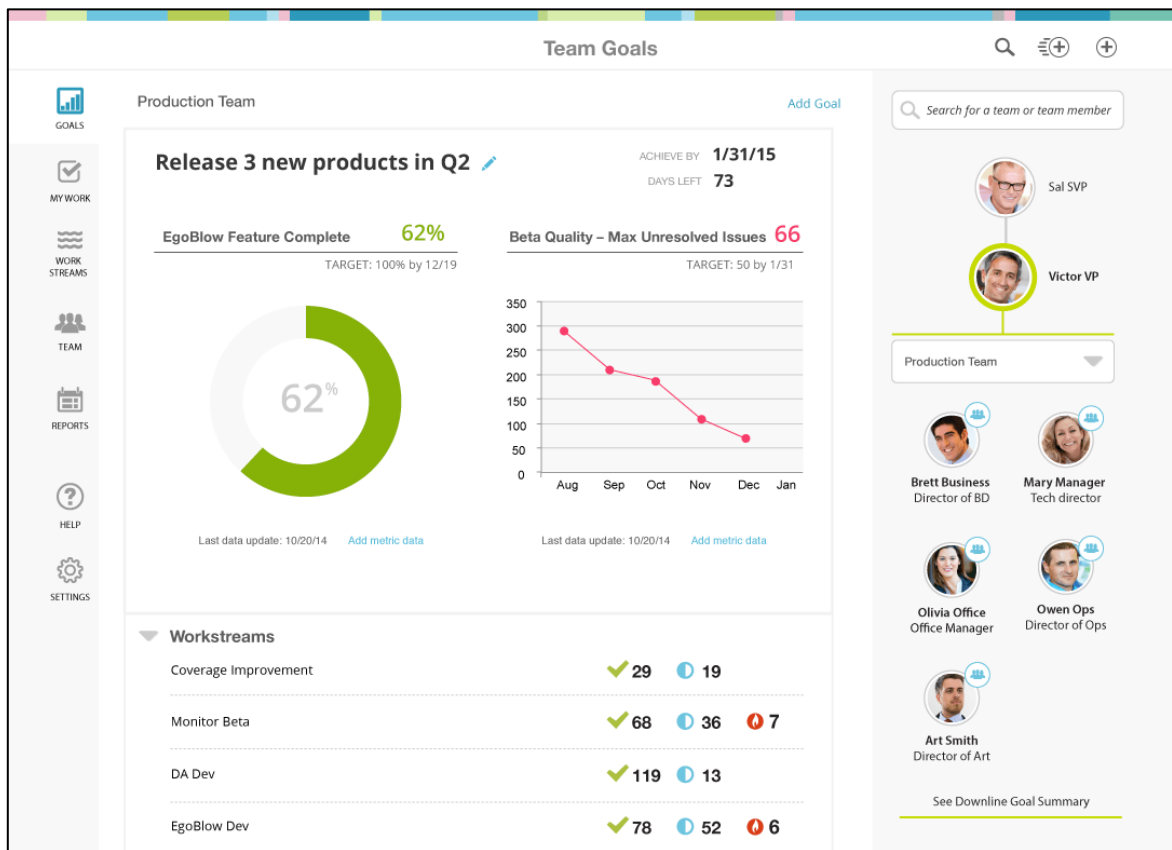 Team Goals
GOALS
MY WORK
WORK
STREAMS
TEAM
REPORTS
HELP
SETTINGS
Production Team
Add Goal
Release 3 new products in Q2
ACHIEVE BY 1/31/15
DAYS LEFT 73
EgoBlow Feature Complete 62%
TARGET: 100% by 12/19
62%
Last data update: 10/20/14 Add metric data
Beta Quality – Max Unresolved Issues 66
TARGET: 50 by 1/31
350
300
250
200
150
100
50
0
Aug Sep Oct Nov Dec Jan
Last data update: 10/20/14 Add metric data
Workstreams
Coverage Improvement 29 19
Monitor Beta 68 36 7
DA Dev 119 13
EgoBlow Dev 78 52 6
Search for a team or team member
Sal SVP
Victor VP
Production Team
Brett Business
Director of BD
Mary Manager
Tech director
Olivia Office
Office Manager
Owen Ops
Director of Ops
Art Smith
Director of Art
See Downline Goal Summary